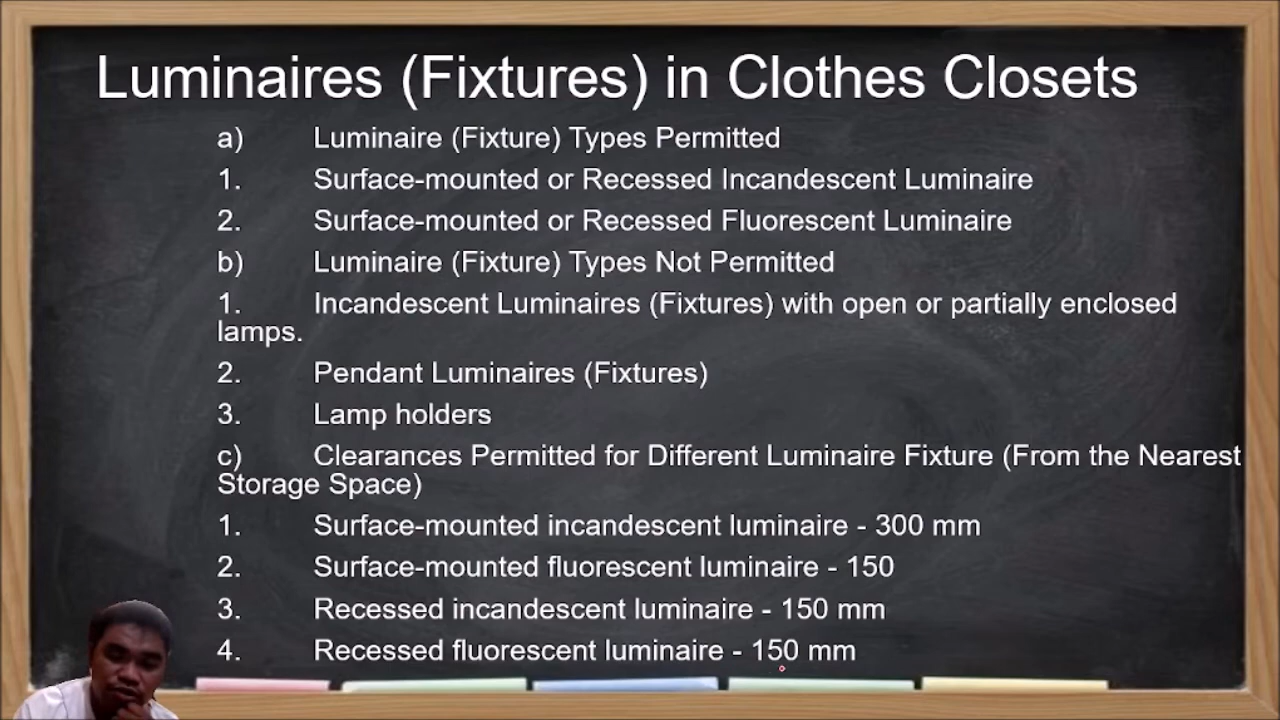 Luminaires (Fixtures) in Clothes Closets
a) Luminaire (Fixture) Types Permitted
1. Surface-mounted or Recessed Incandescent Luminaire
2. Surface-mounted or Recessed Fluorescent Luminaire
b) Luminaire (Fixture) Types Not Permitted
1. Incandescent Luminaires (Fixtures) with open or partially enclosed
lamps.
2. Pendant Luminaires (Fixtures)
3. Lamp holders
c) Clearances Permitted for Different Luminaire Fixture (From the Nearest
Storage Space)
1. Surface-mounted incandescent luminaire - 300 mm
2. Surface-mounted fluorescent luminaire - 150
3. Recessed incandescent luminaire - 150 mm
4. Recessed fluorescent luminaire - 150 mm